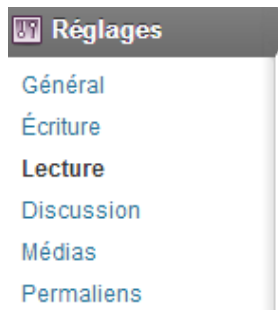 Réglages
Général
Écriture
Lecture
Discussion
Médias
Permaliens